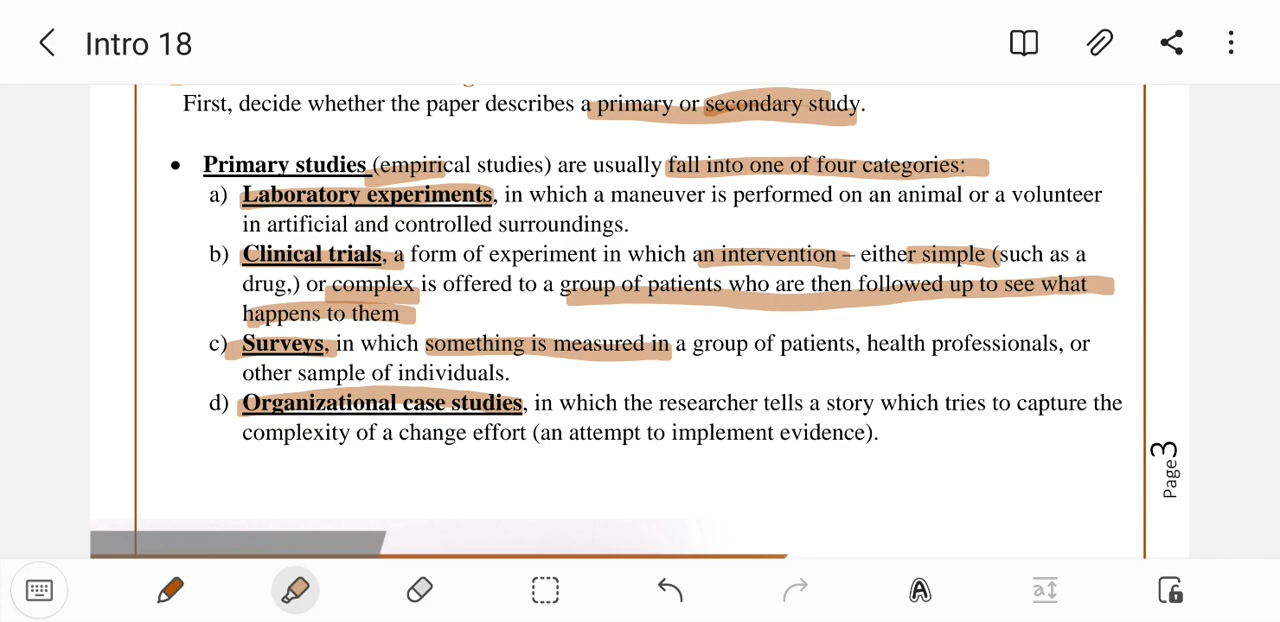 Intro 18
First, decide whether the paper describes a primary or secondary study.
• Primary studies (empirical studies) are usually fall into one of four categories:
a) Laboratory experiments, in which a maneuver is performed on an animal or a volunteer
in artificial and controlled surroundings.
b) Clinical trials, a form of experiment in which an intervention – either simple (such as a
drug,) or complex is offered to a group of patients who are then followed up to see what
happens to them
c) Surveys, in which something is measured in a group of patients, health professionals, or
other sample of individuals.
d) Organizational case studies, in which the researcher tells a story which tries to capture the
complexity of a change effort (an attempt to implement evidence).
Page3